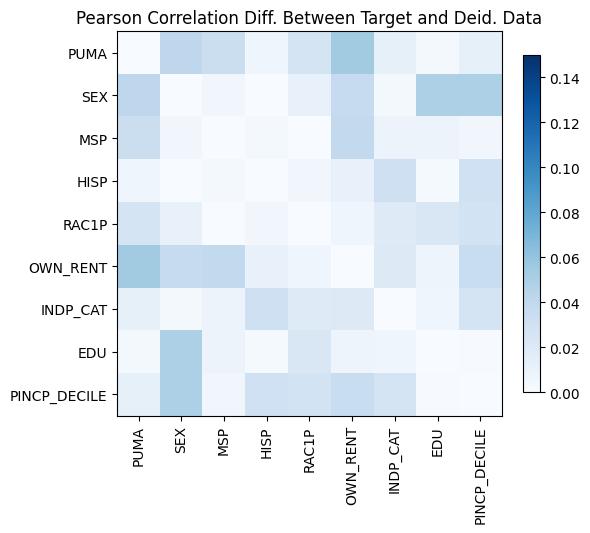 Pearson Correlation Diff. Between Target and Deid. Data
PUMA
SEX
MSP
HISP
RAC1P
OWN_RENT
INDP_CAT
EDU
PINCP_DECILE
PUMA
SEX
MSP
HISP
RAC1P
OWN_RENT
INDP_CAT
EDU
PINCP_DECILE
0.14
0.12
0.10
0.08
0.06
0.04
0.02
0.00